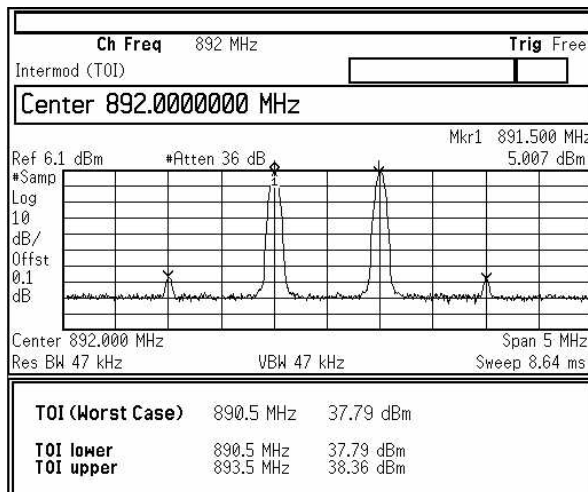 Ch Freq 892 MHz Trig Free
Intermod (TOI)
Center 892.0000000 MHz
Mkr1 891.500 MHz
Ref 6.1 dBm #Atten 36 dB 5.007 dBm
#Samp
Log
10
dB/
Offst
0.1
dB
1
Center 892.000 MHz Span 5 MHz
Res BW 47 kHz VBW 47 kHz Sweep 8.64 ms
TOI (Worst Case) 890.5 MHz 37.79 dBm
TOI lower 890.5 MHz 37.79 dBm
TOI upper 893.5 MHz 38.36 dBm